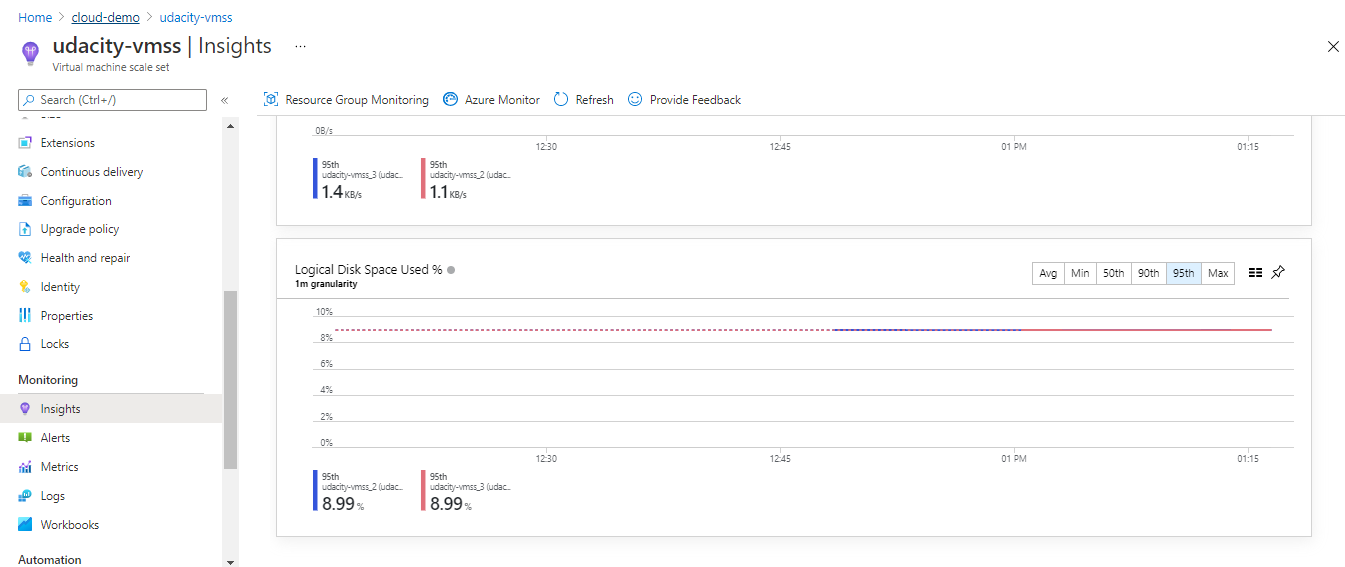 Home > cloud-demo > udacity-vmss
udacity-vmss | Insights ...
Virtual machine scale set
Search (Ctrl+/)
«
Resource Group Monitoring
Azure Monitor
Refresh
Provide Feedback
Extensions
Continuous delivery
Configuration
Upgrade policy
Health and repair
Identity
Properties
Locks
Monitoring
Insights
Alerts
Metrics
Logs
Workbooks
Automation
0B/s
12:30 12:45 01 PM 01:15
95th
udacity-vmss_3 (udac...
1.4 KB/s
95th
udacity-vmss_2 (udac...
1.1 KB/s
Logical Disk Space Used %
1m granularity
Avg Min 50th 90th 95th Max
10%
8%
6%
4%
2%
0%
12:30 12:45 01 PM 01:15
95th
udacity-vmss_2 (udac...
8.99 %
95th
udacity-vmss_3 (udac...
8.99 %